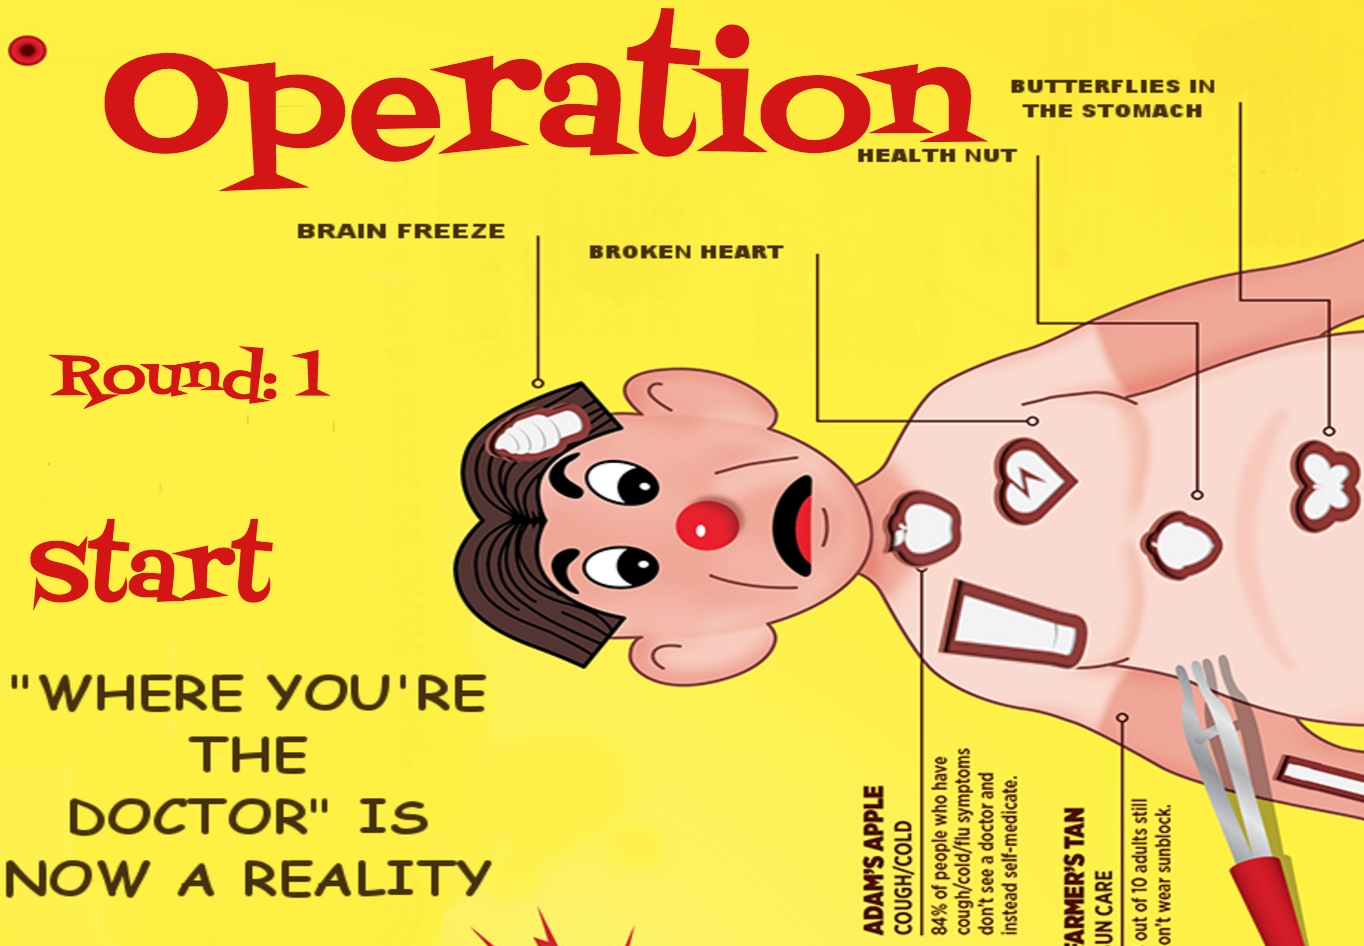 Operation
BUTTERFLIES IN
THE STOMACH
HEALTH NUT
BRAIN FREEZE
BROKEN HEART
Round: 1
Start
"WHERE YOU'RE
THE
DOCTOR" IS
NOW A REALITY
ADAM'S APPLE
COUGH/COLD
84% of people who have
cough/cold/flu symptoms
don't see a doctor and
instead self-medicate.
FARMER'S TAN
UN CARE
out of 10 adults still
on't wear sunblock.